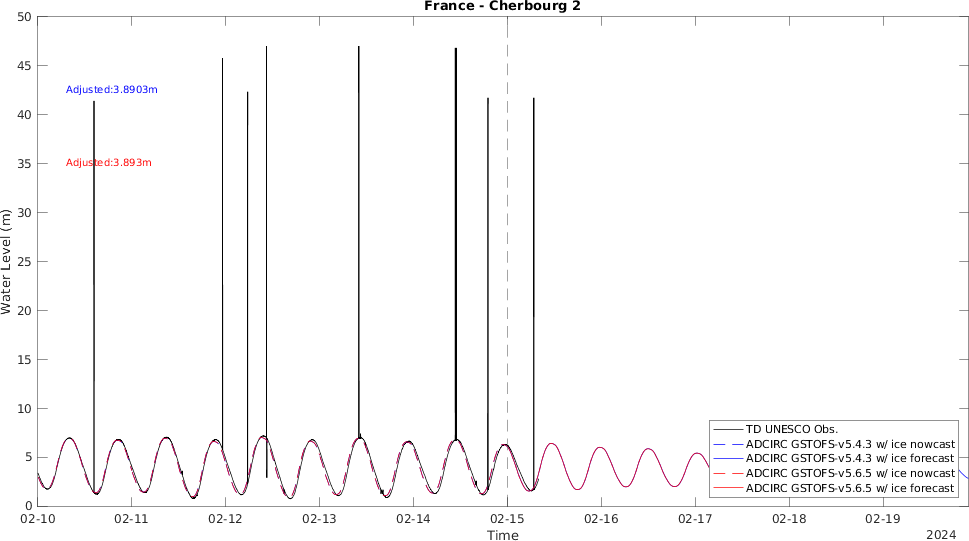 France - Cherbourg 2
50
45
40
35
30
25
20
15
10
5
0
Water Level (m)
Adjusted:3.8903m
Adjusted:3.893m
TD UNESCO Obs.
ADCIRC GSTOFS-v5.4.3 w/ ice nowcast
ADCIRC GSTOFS-v5.4.3 w/ ice forecast
ADCIRC GSTOFS-v5.6.5 w/ ice nowcast
ADCIRC GSTOFS-v5.6.5 w/ ice forecast
02-10 02-11 02-12 02-13 02-14 02-15 02-16 02-17 02-18 02-19
Time
2024